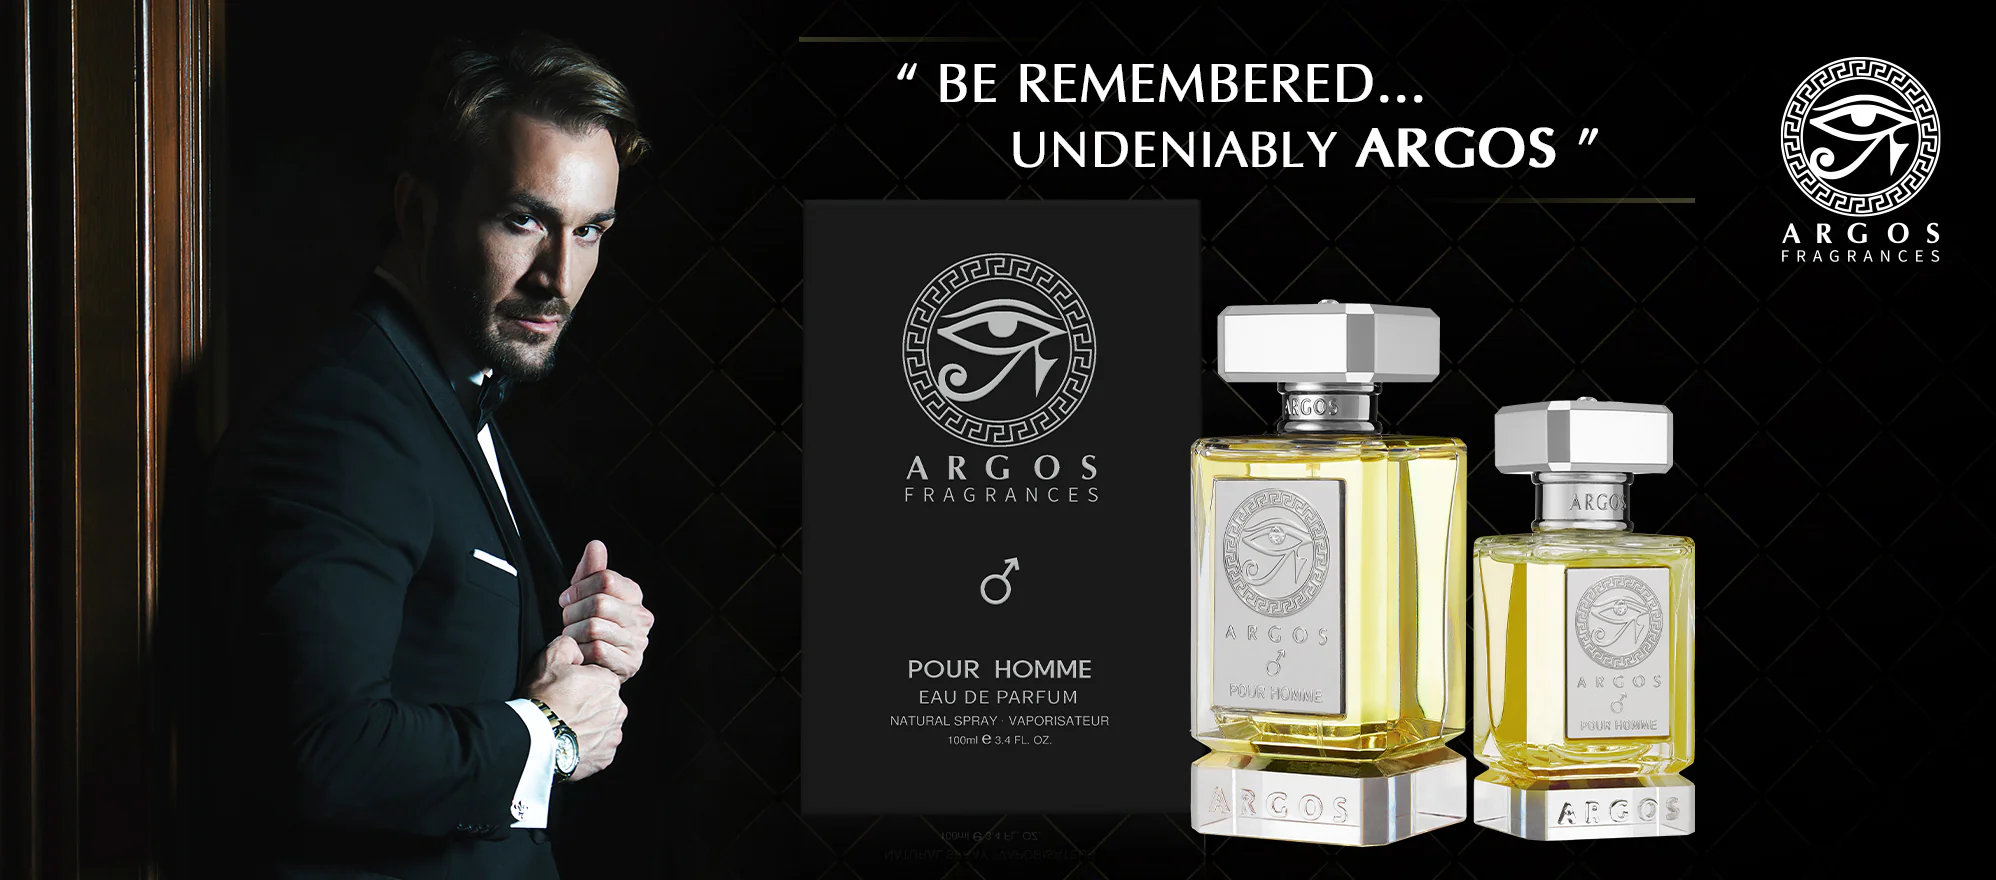 “ BE REMEMBERED...
UNDENIABLY ARGOS ”
ARGOS
FRAGRANCES
ARGOS
FRAGRANCES
POUR HOMME
EAU DE PARFUM
NATURAL SPRAY · VAPORISATEUR
100ml e 3.4 FL. OZ.
ARGOS
ARGOS
POUR HOMME
ARGOS
ARGOS
ARGOS
POUR HOMME
ARGOS